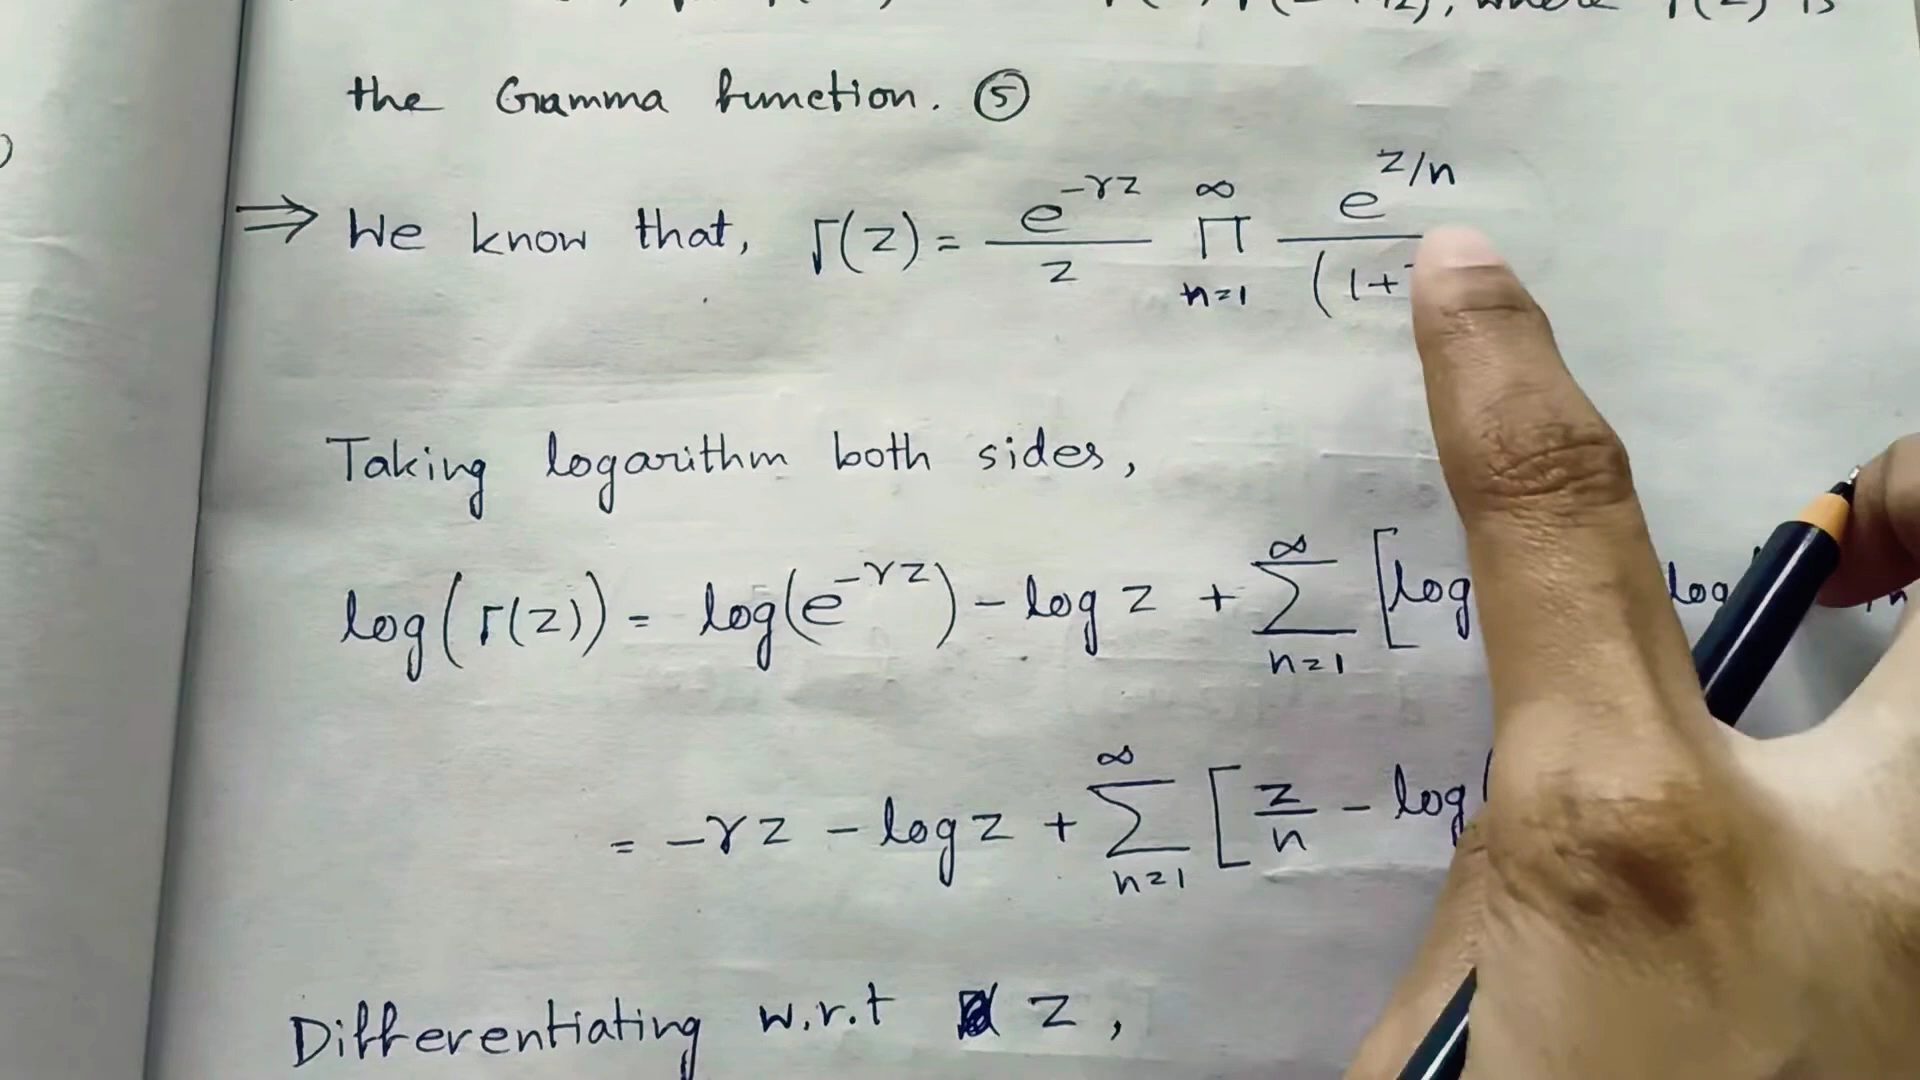 the Gamma function. ⑤
⇒ We know that, Γ(z) = e^{-γz} / z ∏_{n=1}^{∞} e^{z/n} / (1+
Taking logarithm both sides,
log(Γ(z)) = log(e^{-γz}) - log z + ∑_{n=1}^{∞} [log log
= -γz - log z + ∑_{n=1}^{∞} [z/n - log(
Differentiating w.r.t z,